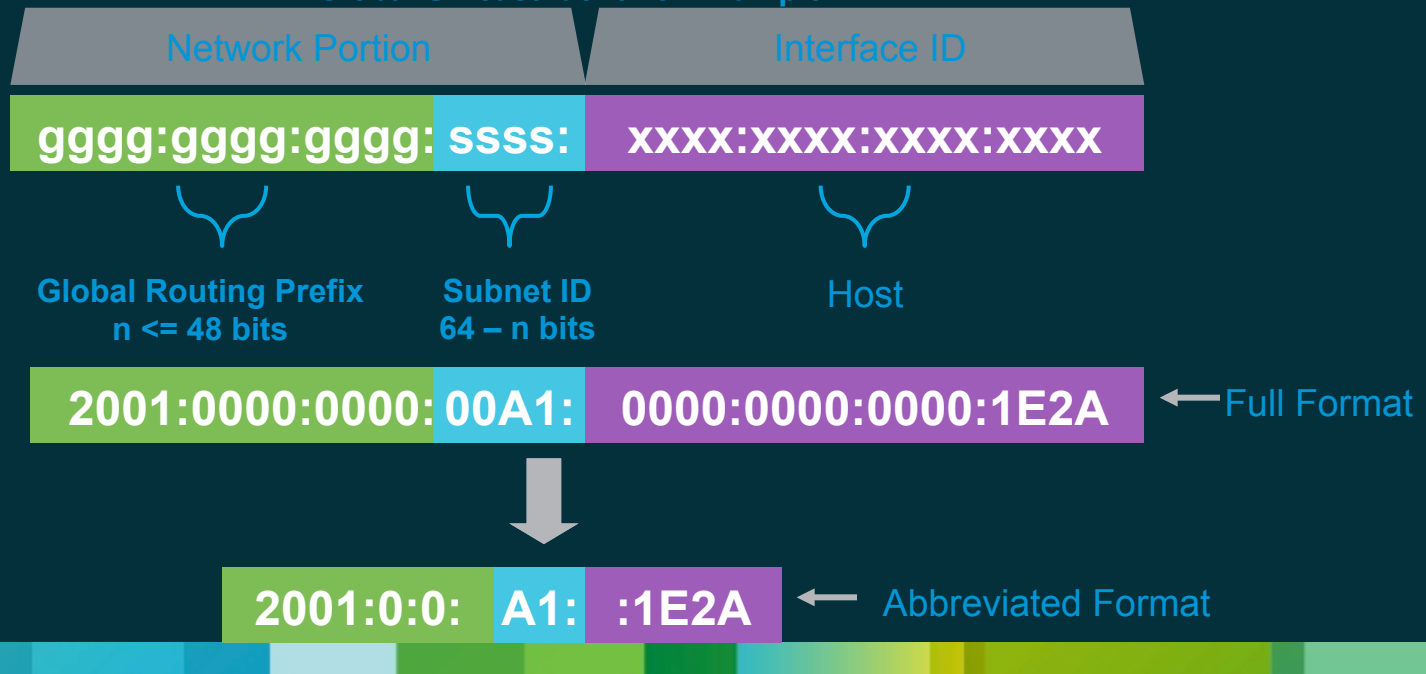 Network Portion
Interface ID
gggg:gggg:gggg: ssss: xxxx:xxxx:xxxx:xxxx
Global Routing Prefix
n <= 48 bits
Subnet ID
64 – n bits
Host
2001:0000:0000: 00A1: 0000:0000:0000:1E2A
Full Format
2001:0:0: A1: :1E2A
Abbreviated Format